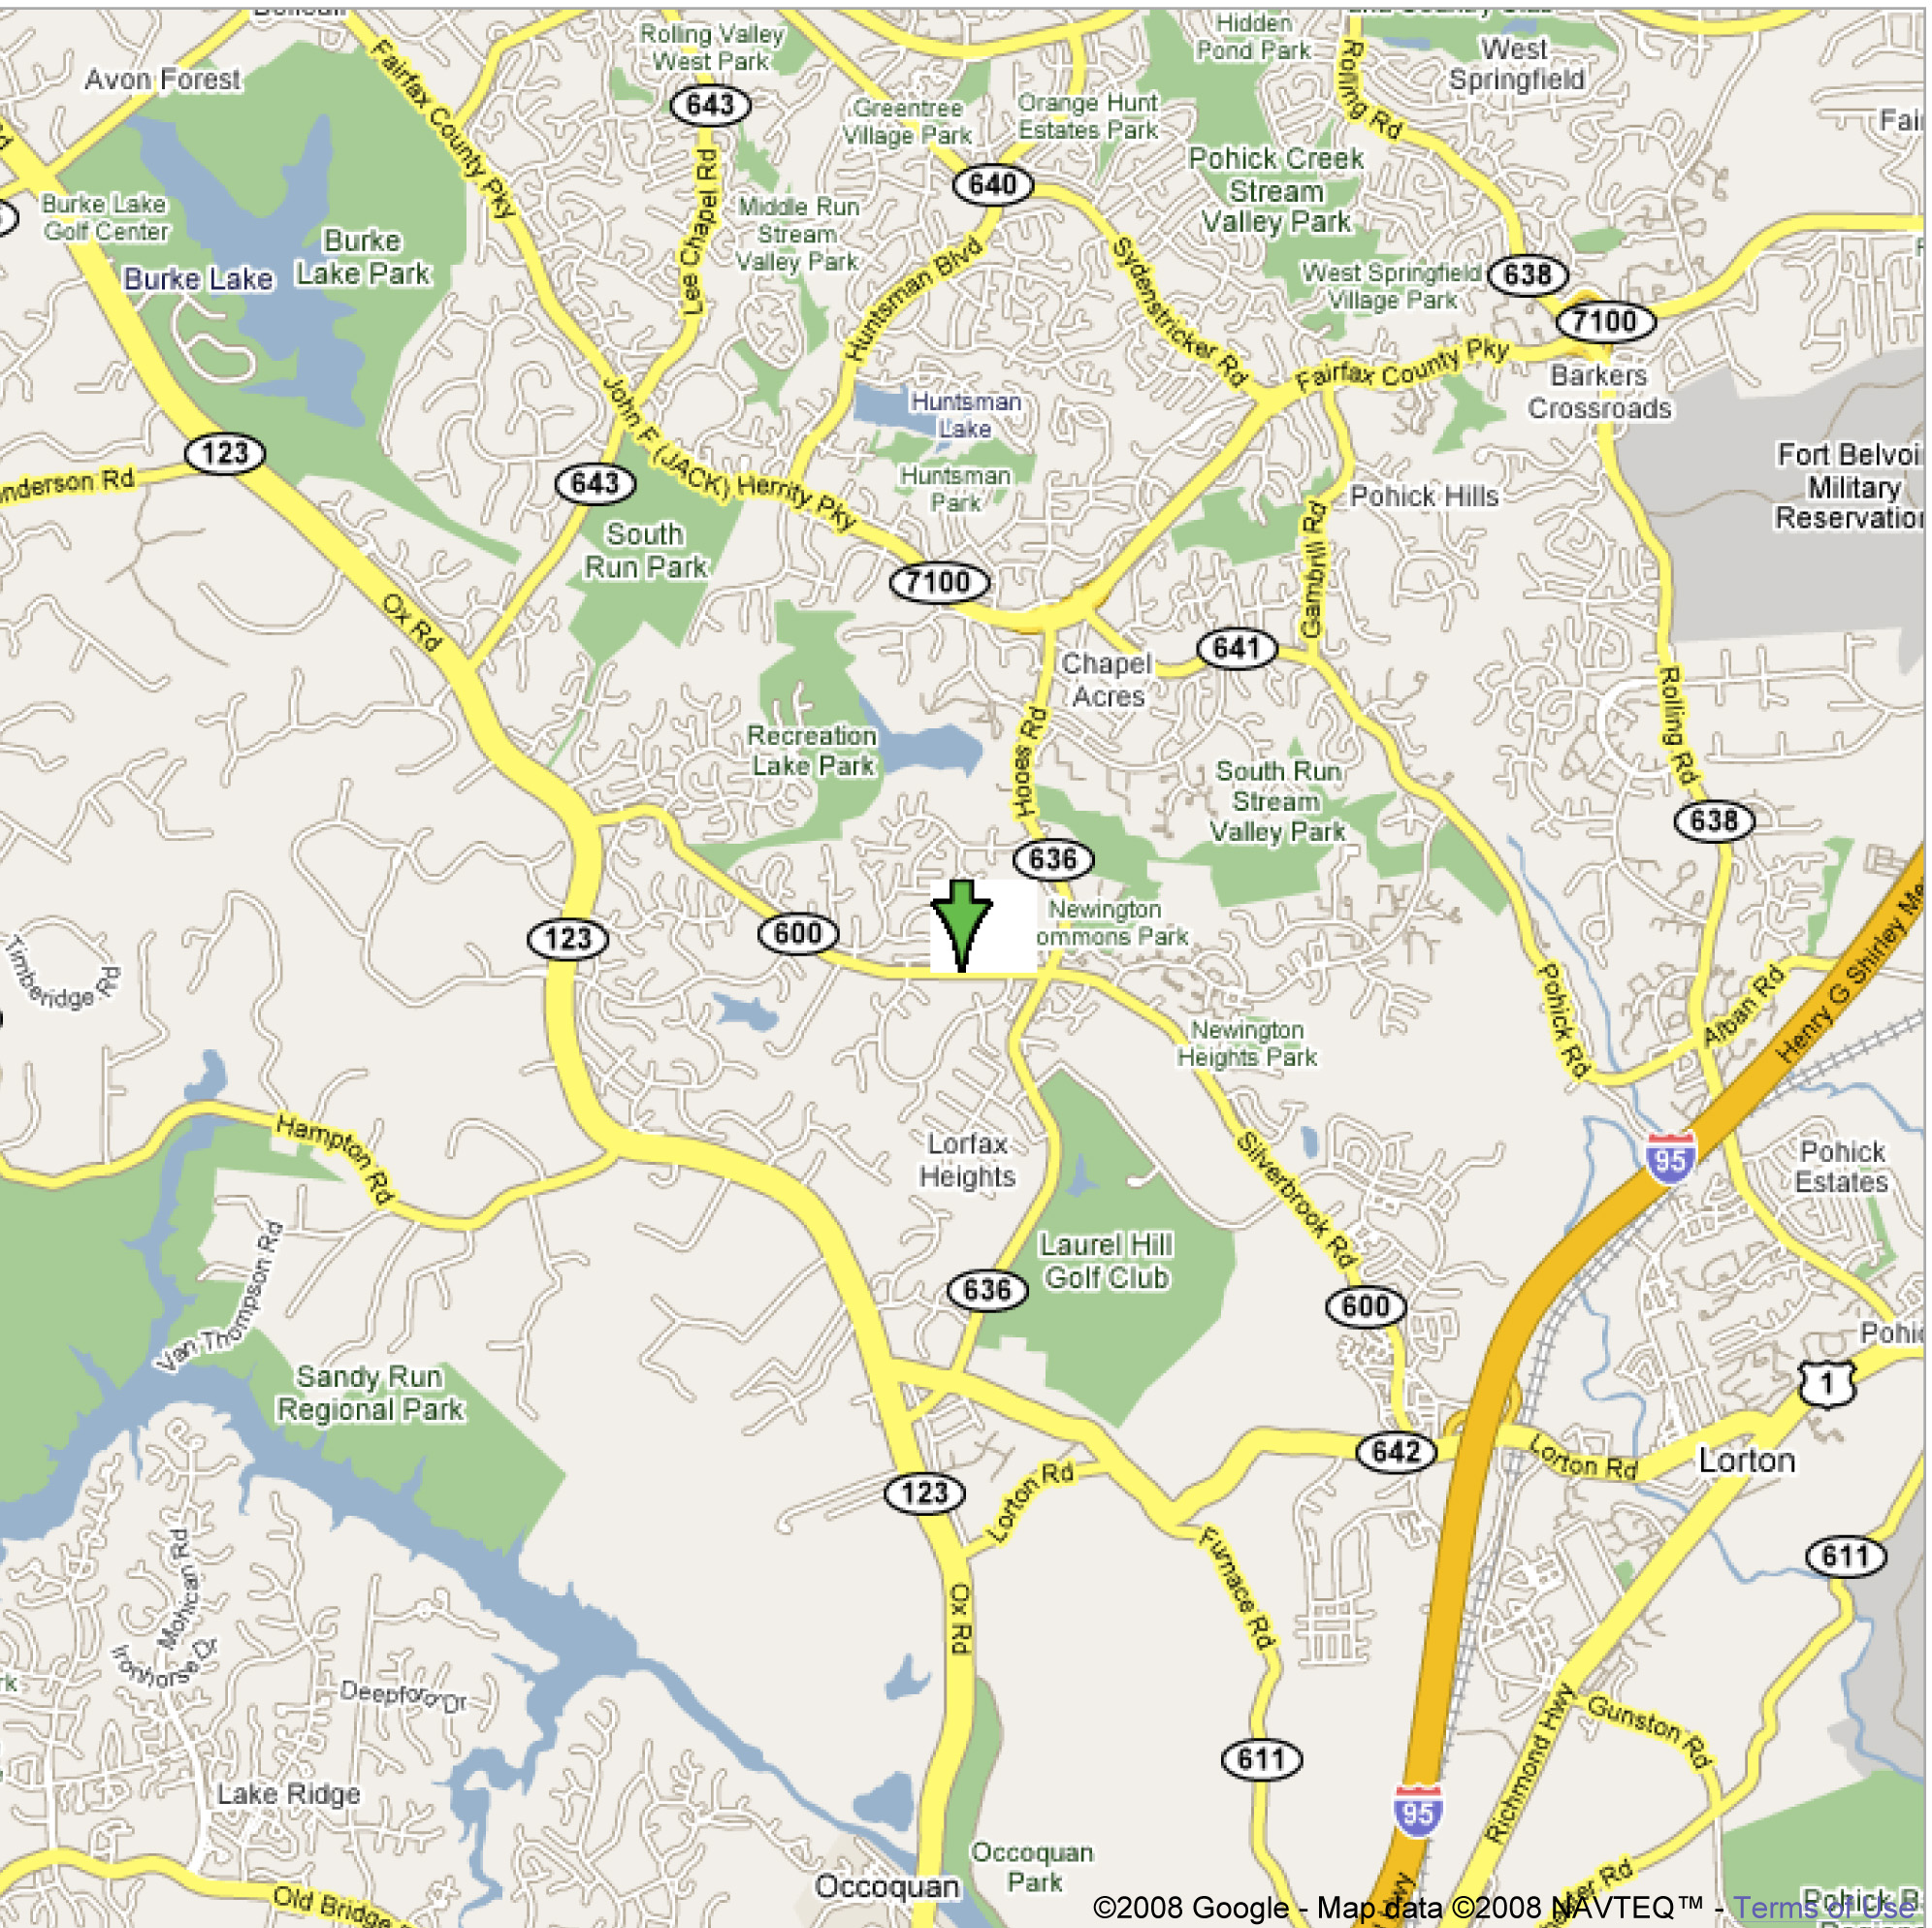 Rolling Valley
West Park
Hidden
Pond Park
West
Springfield
Avon Forest
Fairfax County Pky
643
Greentree
Village Park
Orange Hunt
Estates Park
Rolling Rd
Pohick Creek
Stream
Valley Park
640
Burke Lake
Golf Center
Burke
Lake Park
Burke Lake
Lee Chapel Rd
Middle Run
Stream
Valley Park
Huntsman Blvd
Sydenstricker Rd
West Springfield
Village Park
638
7100
Fairfax County Pky
Barkers
Crossroads
Huntsman
Lake
John F (JACK) Herrity Pky
123
643
Huntsman
Park
Pohick Hills
Military
South
Run Park
7100
Gambrill Rd
Ox Rd
641
Chapel
Acres
Rolling Rd
Hooes Rd
Recreation
Lake Park
South Run
Stream
Valley Park
638
636
Newington
ommons Park
123
600
Timberidge Rd
Pohick Rd
Alban Rd
Henry G Shirley Me
Newington
Heights Park
Hampton Rd
Lorfax
Heights
Silverbrook Rd
95
Pohick
Estates
Van Thompson Rd
Laurel Hill
Golf Club
636
600
Sandy Run
Regional Park
1
642
Lorton Rd
Lorton
123
Lorton Rd
Furnace Rd
611
Mohican Rd
Ironhorse Dr
Ox Rd
Deepford Dr
Gunston Rd
611
Richmond Hwy
Lake Ridge
95
Occoquan
Park
Occoquan
Old Bridge
©2008 Google - Map data ©2008 NAVTEQ™ - Terms of Use